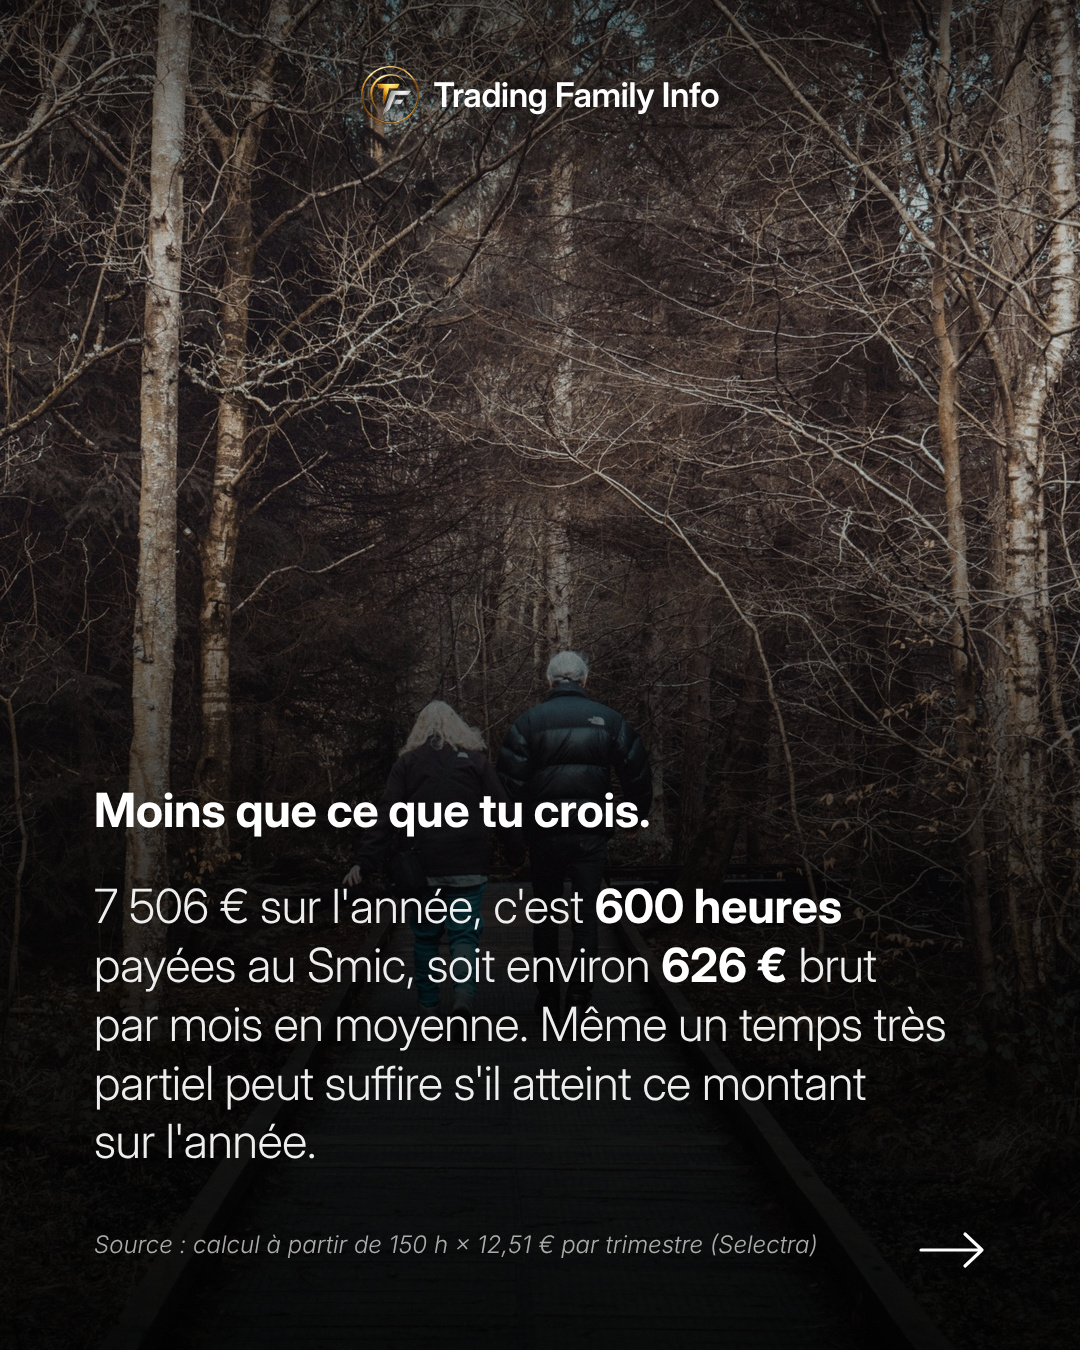 TF Trading Family Info
Moins que ce que tu crois.
7 506 € sur l'année, c'est 600 heures
payées au Smic, soit environ 626 € brut
par mois en moyenne. Même un temps très
partiel peut suffire s'il atteint ce montant
sur l'année.
Source : calcul à partir de 150 h × 12,51 € par trimestre (Selectra)